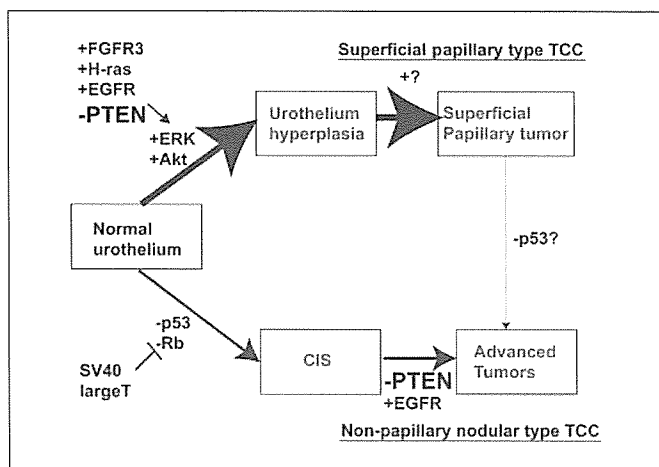 +FGFR3
+H-ras
+EGFR
-PTEN
+ERK
+Akt
Superficial papillary type TCC
+?
Urothelium
hyperplasia
Superficial
Papillary tumor
Normal
urothelium
-p53?
-p53
-Rb
SV40
largeT
CIS
-PTEN
+EGFR
Advanced
Tumors
Non-papillary nodular type TCC